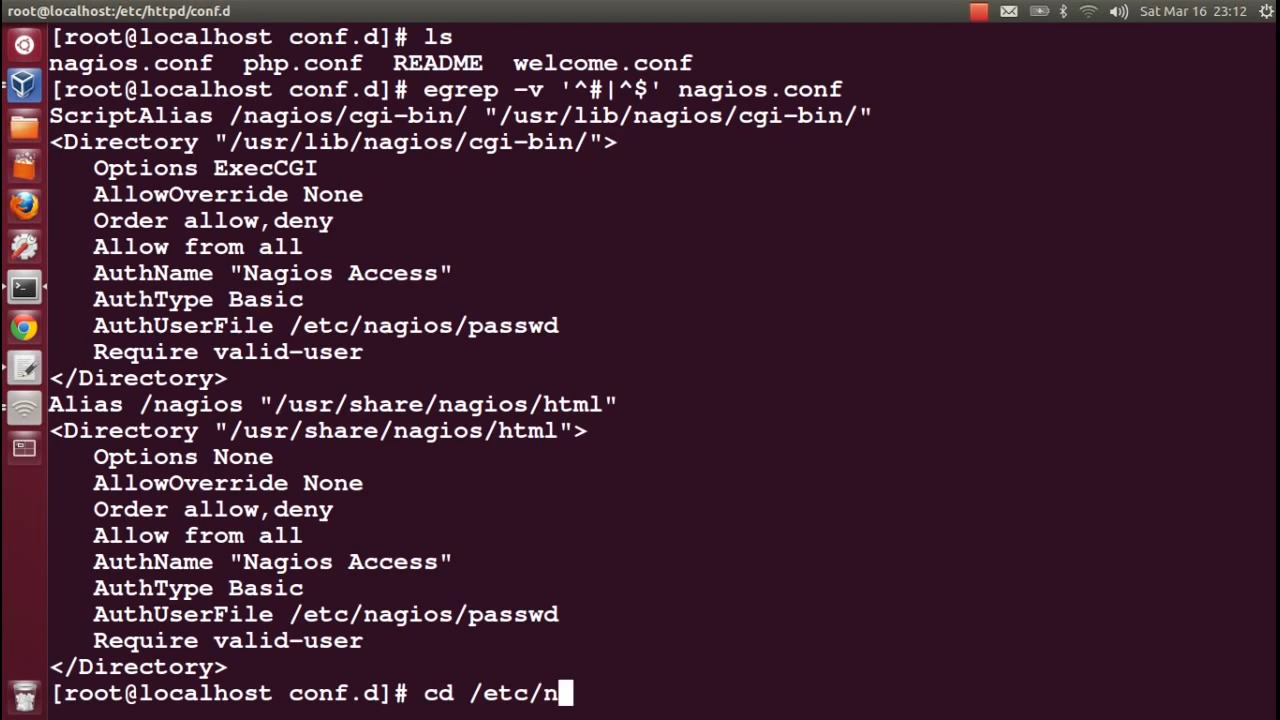 root@localhost:/etc/httpd/conf.d
Sat Mar 16 23:12
[root@localhost conf.d]# ls
nagios.conf  php.conf  README  welcome.conf
[root@localhost conf.d]# egrep -v '^#|^$' nagios.conf
ScriptAlias /nagios/cgi-bin/ "/usr/lib/nagios/cgi-bin/"
<Directory "/usr/lib/nagios/cgi-bin/">
   Options ExecCGI
   AllowOverride None
   Order allow,deny
   Allow from all
   AuthName "Nagios Access"
   AuthType Basic
   AuthUserFile /etc/nagios/passwd
   Require valid-user
</Directory>
Alias /nagios "/usr/share/nagios/html"
<Directory "/usr/share/nagios/html">
   Options None
   AllowOverride None
   Order allow,deny
   Allow from all
   AuthName "Nagios Access"
   AuthType Basic
   AuthUserFile /etc/nagios/passwd
   Require valid-user
</Directory>
[root@localhost conf.d]# cd /etc/n